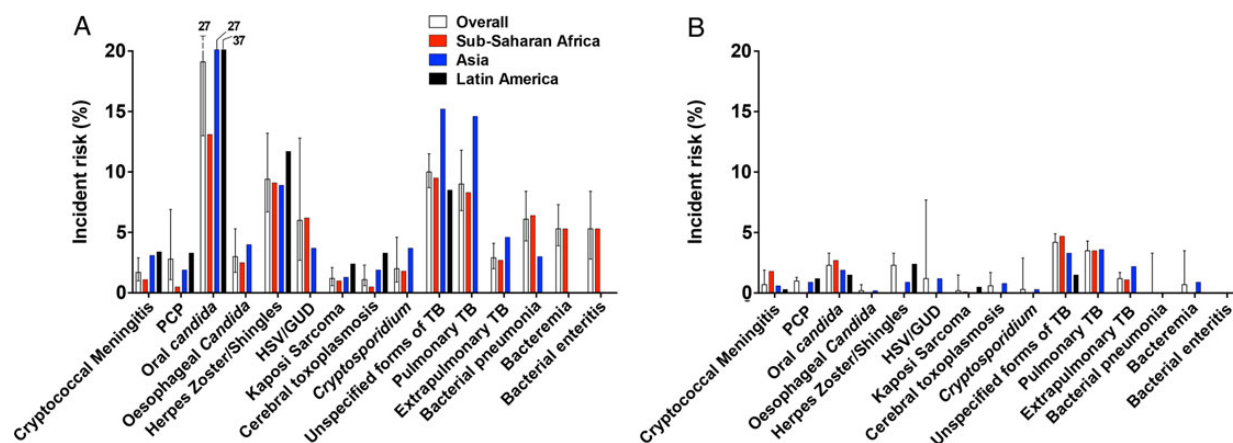 A
27
27
37
Overall
Sub-Saharan Africa
Asia
Latin America
Incident risk (%)
20
15
10
5
0
Cryptococcal Meningitis
PCP
Oral candida
Oesophageal Candida
Herpes Zoster/Shingles
HSV/GUD
Kaposi Sarcoma
Cerebral toxoplasmosis
Cryptosporidium
Unspecified forms of TB
Pulmonary TB
Extrapulmonary TB
Bacterial pneumonia
Bacteremia
Bacterial enteritis
B
Incident risk (%)
20
15
10
5
0
Cryptococcal Meningitis
PCP
Oral candida
Oesophageal Candida
Herpes Zoster/Shingles
HSV/GUD
Kaposi Sarcoma
Cerebral toxoplasmosis
Cryptosporidium
Unspecified forms of TB
Pulmonary TB
Extrapulmonary TB
Bacterial pneumonia
Bacteremia
Bacterial enteritis